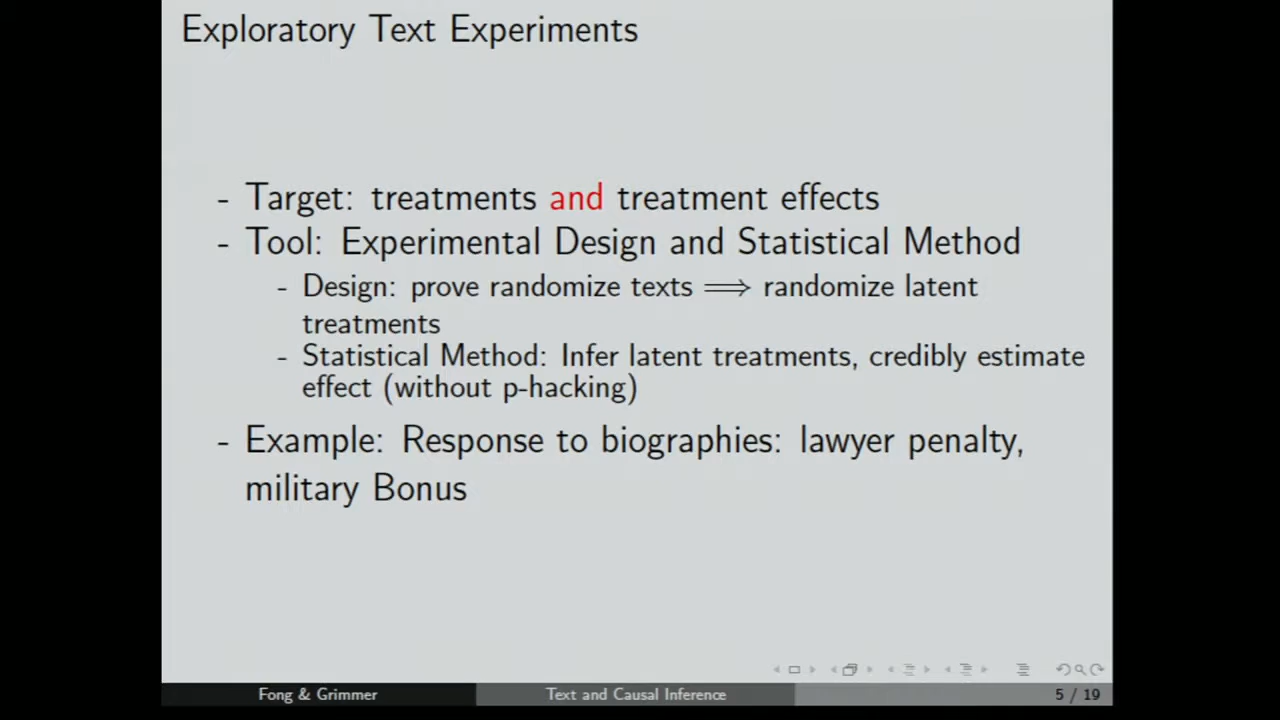 Exploratory Text Experiments
- Target: treatments and treatment effects
- Tool: Experimental Design and Statistical Method
- Design: prove randomize texts ⟹ randomize latent
treatments
- Statistical Method: Infer latent treatments, credibly estimate
effect (without p-hacking)
- Example: Response to biographies: lawyer penalty,
military Bonus
Fong & Grimmer
Text and Causal Inference
5 / 19